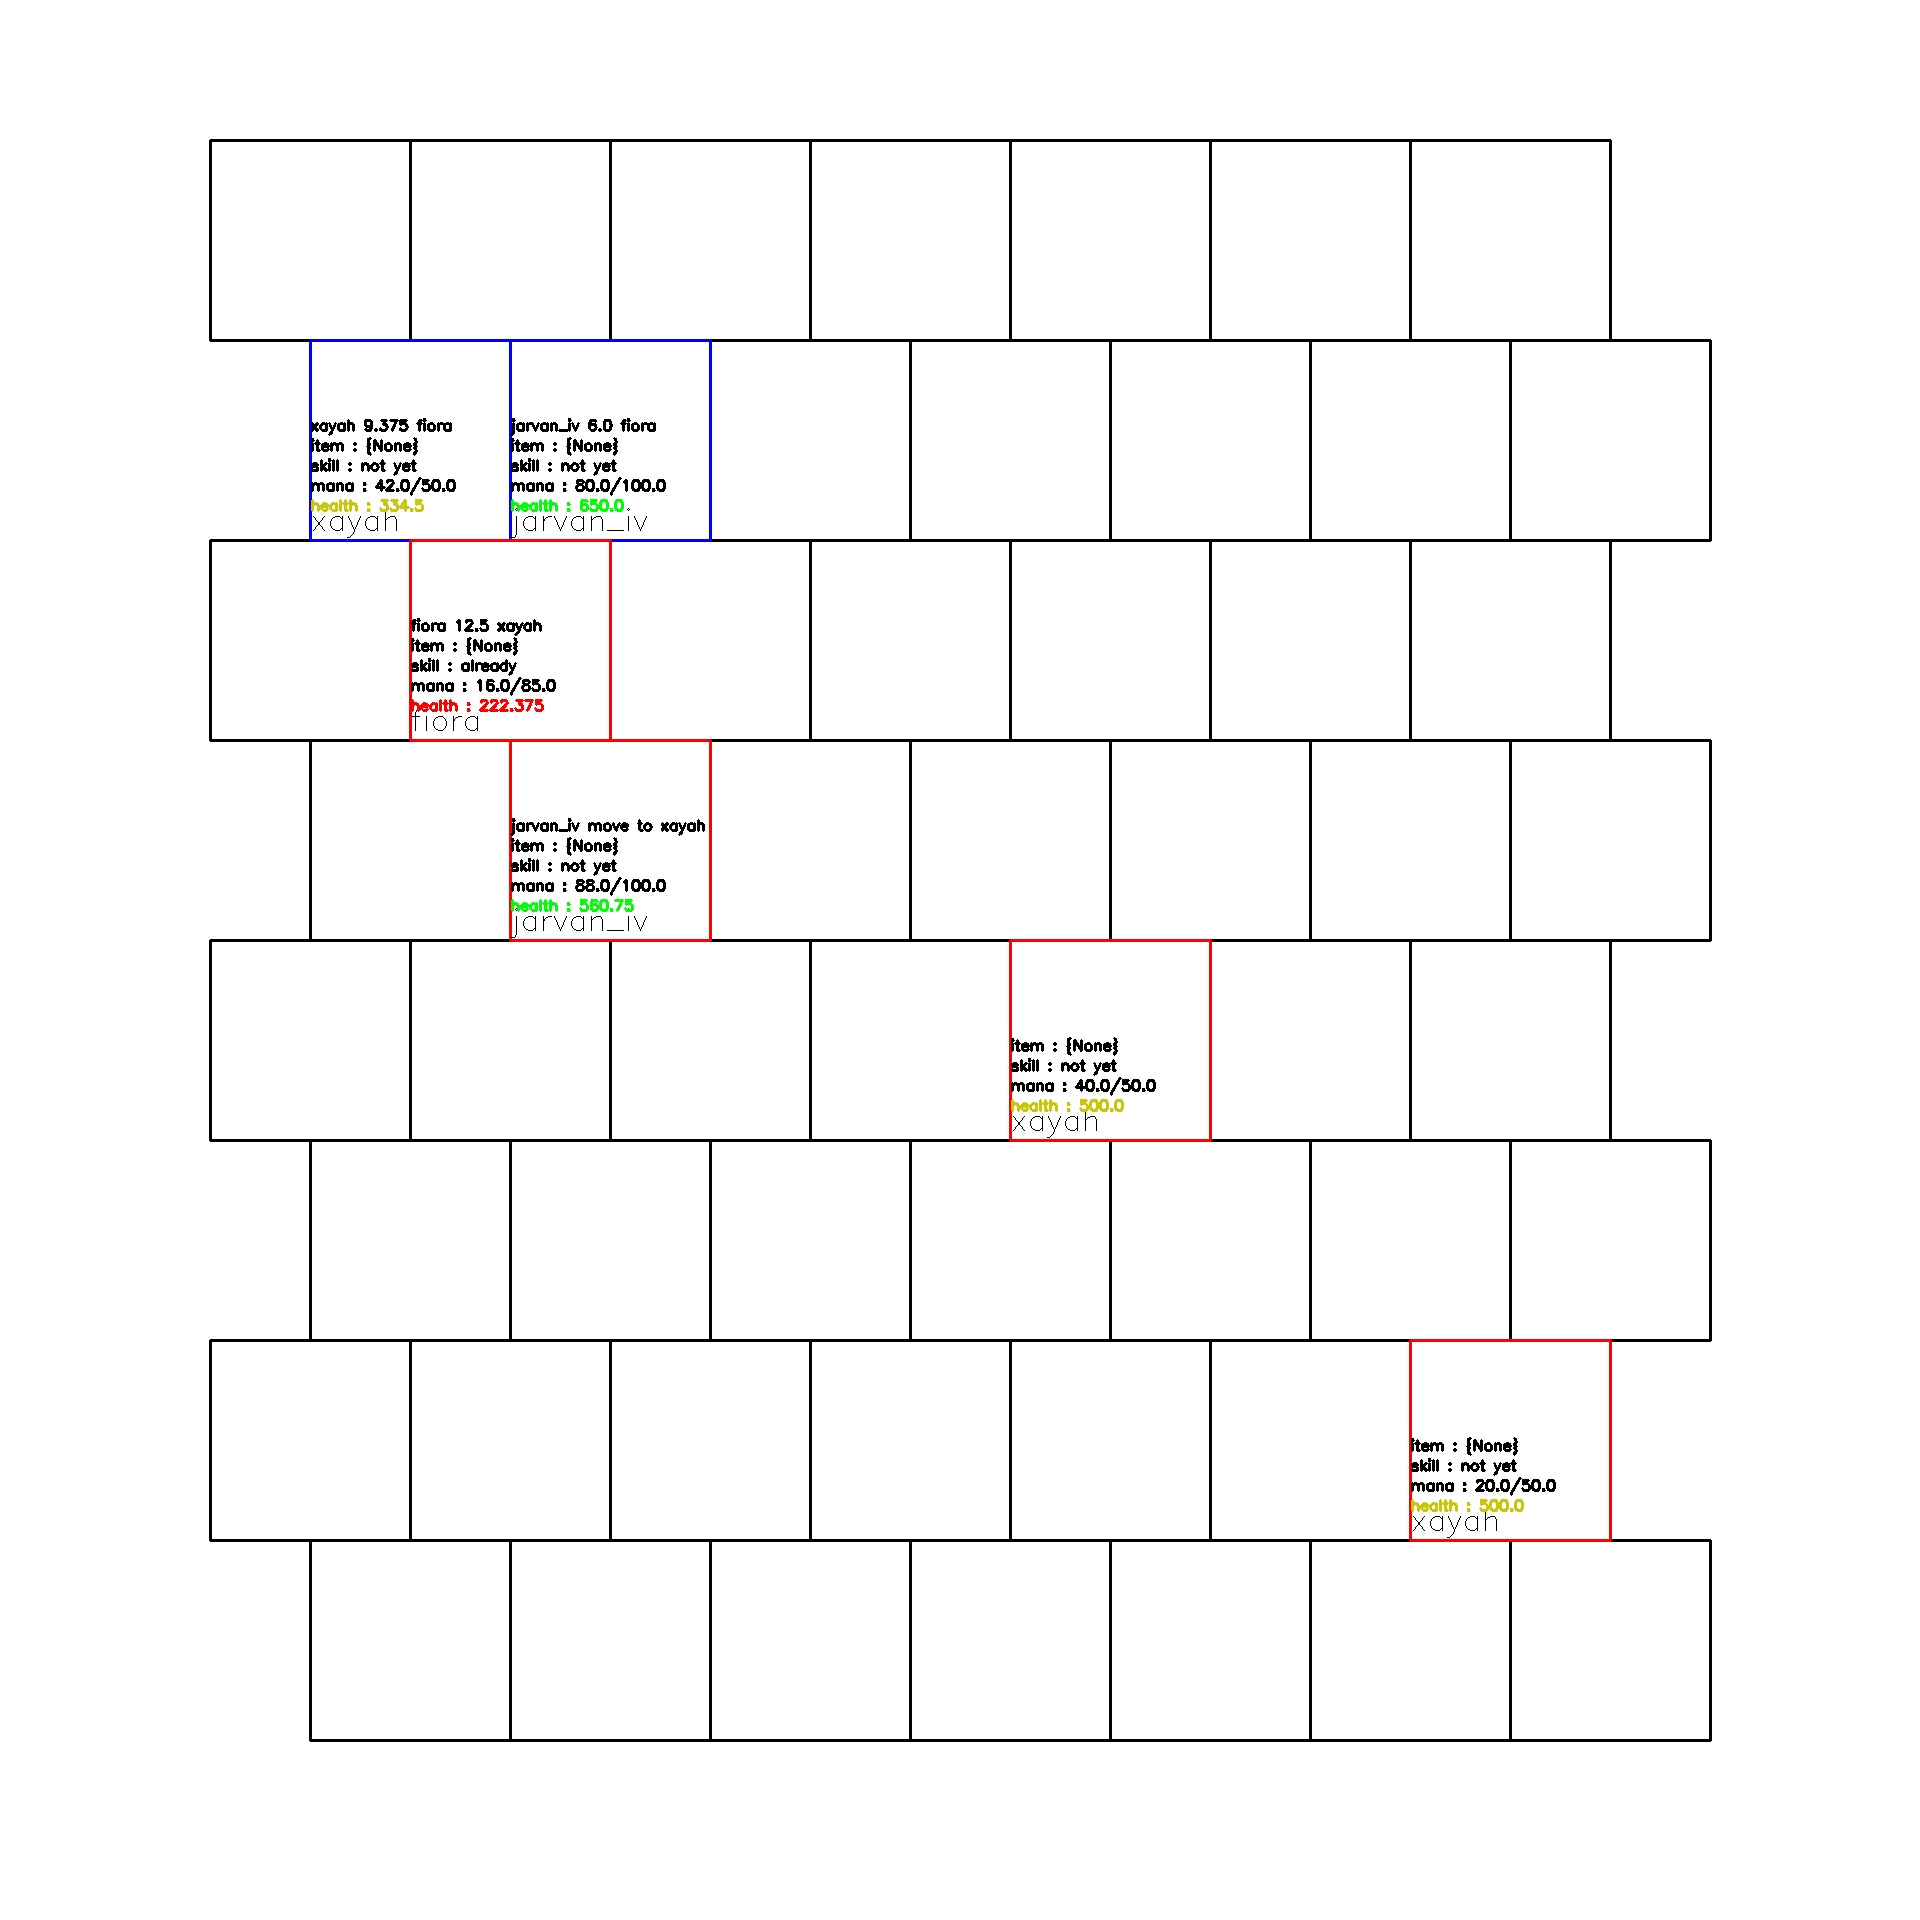 xayah 9.375 fiora
item : {None}
skill : not yet
mana : 42.0/50.0
health : 334.5
xayah
jarvan_iv 6.0 fiora
item : {None}
skill : not yet
mana : 80.0/100.0
health : 650.0
jarvan_iv
fiora 12.5 xayah
item : {None}
skill : already
mana : 16.0/85.0
health : 222.375
fiora
jarvan_iv move to xayah
item : {None}
skill : not yet
mana : 88.0/100.0
health : 560.75
jarvan_iv
item : {None}
skill : not yet
mana : 40.0/50.0
health : 500.0
xayah
item : {None}
skill : not yet
mana : 20.0/50.0
health : 500.0
xayah